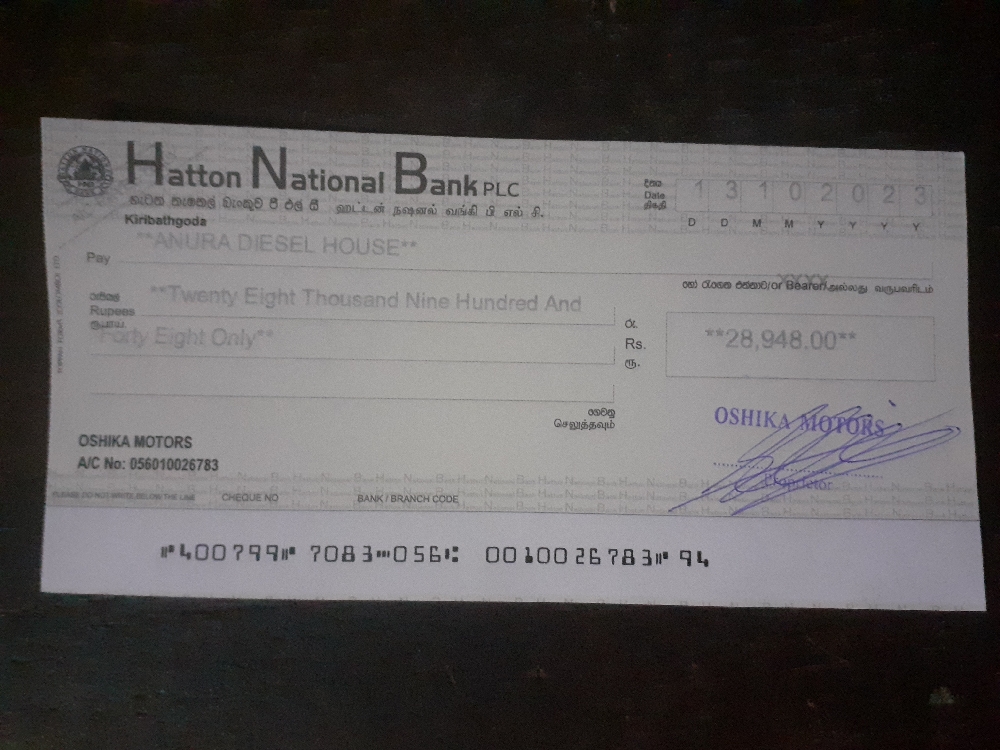 Hatton National Bank PLC
හැටන් නැෂනල් බෑංකුව පී එල් සී ஹட்டன் நஷனல் வங்கி பி எல் சி.
Kiribathgoda
දිනය
Date
திகதி
1 3 1 0 2 0 2 3
D D M M Y Y Y Y
Pay **ANURA DIESEL HOUSE**
XXXX
හෝ රැගෙන එන්නාට/or Bearer/அல்லது வருபவரிடம்
රුපියල්
Rupees
ரூபாய்
**Twenty Eight Thousand Nine Hundred And
Forty Eight Only**
රු.
Rs.
ரூ.
**28,948.00**
ගෙවනු
செலுத்தவும்
OSHIKA MOTORS
A/C No: 056010026783
OSHIKA MOTORS
Proprietor
PLEASE DO NOT WRITE BELOW THE LINE CHEQUE NO BANK / BRANCH CODE
⑈400799⑈ 7083⑉056⑆ 0010026783⑈ 94